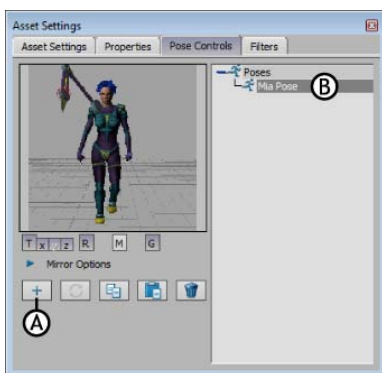 Asset Settings
Asset Settings Properties Pose Controls Filters
Poses
Mia Pose B
T x y z R M G
Mirror Options
A